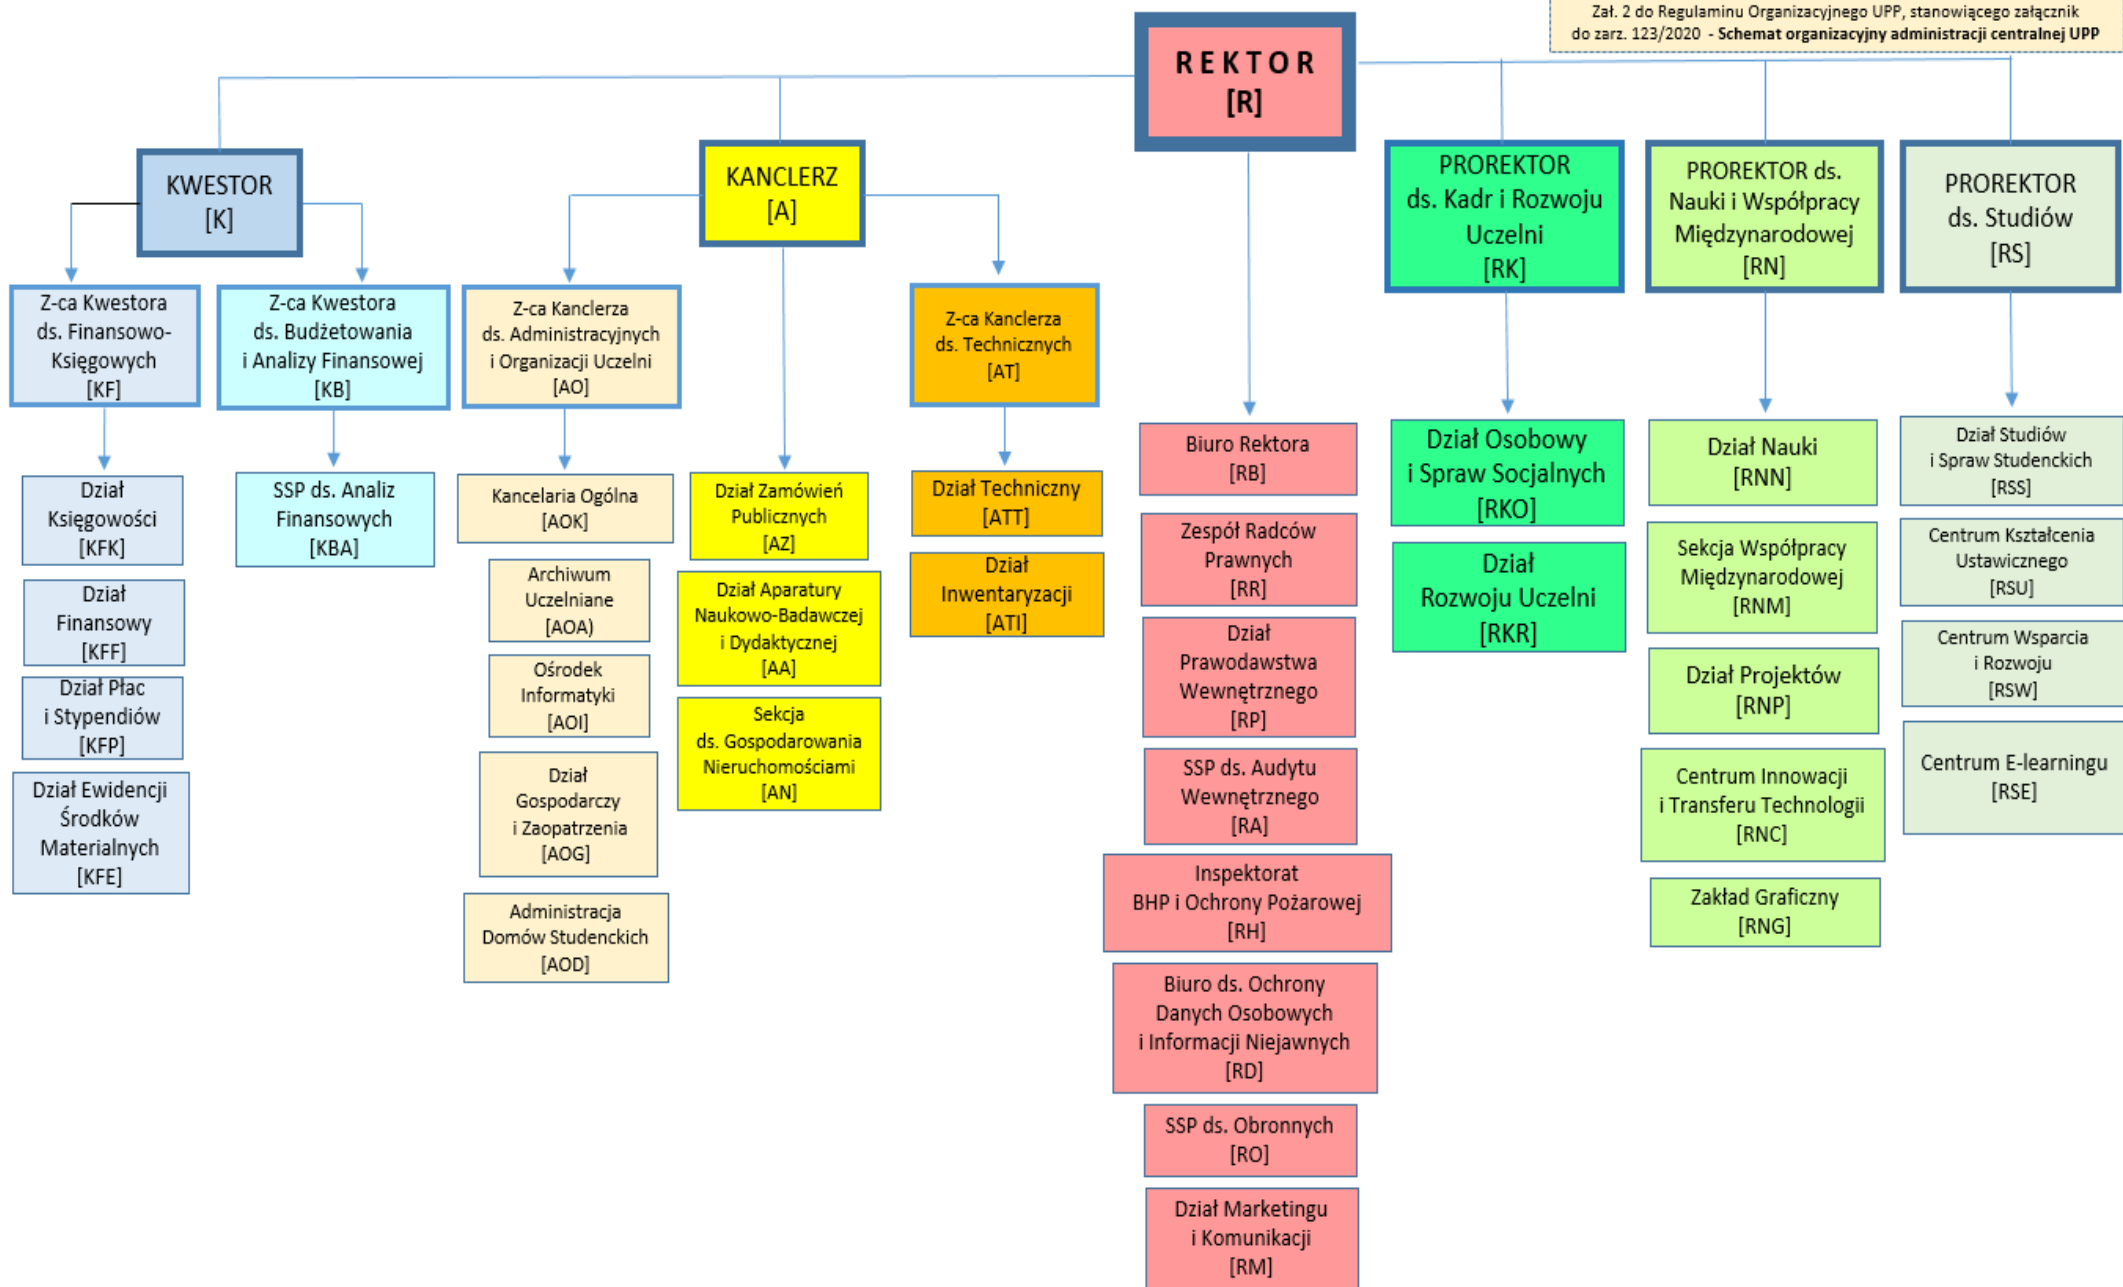 Zał. 2 do Regulaminu Organizacyjnego UPP, stanowiącego załącznik
do zarz. 123/2020 - Schemat organizacyjny administracji centralnej UPP
R E K T O R
[R]
KWESTOR
[K]
KANCLERZ
[A]
PROREKTOR
ds. Kadr i Rozwoju
Uczelni
[RK]
PROREKTOR ds.
Nauki i Współpracy
Międzynarodowej
[RN]
PROREKTOR
ds. Studiów
[RS]
Z-ca Kwestora
ds. Finansowo-
Księgowych
[KF]
Z-ca Kwestora
ds. Budżetowania
i Analizy Finansowej
[KB]
Z-ca Kanclerza
ds. Administracyjnych
i Organizacji Uczelni
[AO]
Z-ca Kanclerza
ds. Technicznych
[AT]
Dział
Księgowości
[KFK]
Dział
Finansowy
[KFF]
Dział Płac
i Stypendiów
[KFP]
Dział Ewidencji
Środków
Materialnych
[KFE]
SSP ds. Analiz
Finansowych
[KBA]
Kancelaria Ogólna
[AOK]
Archiwum
Uczelniane
[AOA)
Ośrodek
Informatyki
[AOI]
Dział
Gospodarczy
i Zaopatrzenia
[AOG]
Administracja
Domów Studenckich
[AOD]
Dział Zamówień
Publicznych
[AZ]
Dział Aparatury
Naukowo-Badawczej
i Dydaktycznej
[AA]
Sekcja
ds. Gospodarowania
Nieruchomościami
[AN]
Dział Techniczny
[ATT]
Dział
Inwentaryzacji
[ATI]
Biuro Rektora
[RB]
Zespół Radców
Prawnych
[RR]
Dział
Prawodawstwa
Wewnętrznego
[RP]
SSP ds. Audytu
Wewnętrznego
[RA]
Inspektorat
BHP i Ochrony Pożarowej
[RH]
Biuro ds. Ochrony
Danych Osobowych
i Informacji Niejawnych
[RD]
SSP ds. Obronnych
[RO]
Dział Marketingu
i Komunikacji
[RM]
Dział Osobowy
i Spraw Socjalnych
[RKO]
Dział
Rozwoju Uczelni
[RKR]
Dział Nauki
[RNN]
Sekcja Współpracy
Międzynarodowej
[RNM]
Dział Projektów
[RNP]
Centrum Innowacji
i Transferu Technologii
[RNC]
Zakład Graficzny
[RNG]
Dział Studiów
i Spraw Studenckich
[RSS]
Centrum Kształcenia
Ustawicznego
[RSU]
Centrum Wsparcia
i Rozwoju
[RSW]
Centrum E-learningu
[RSE]